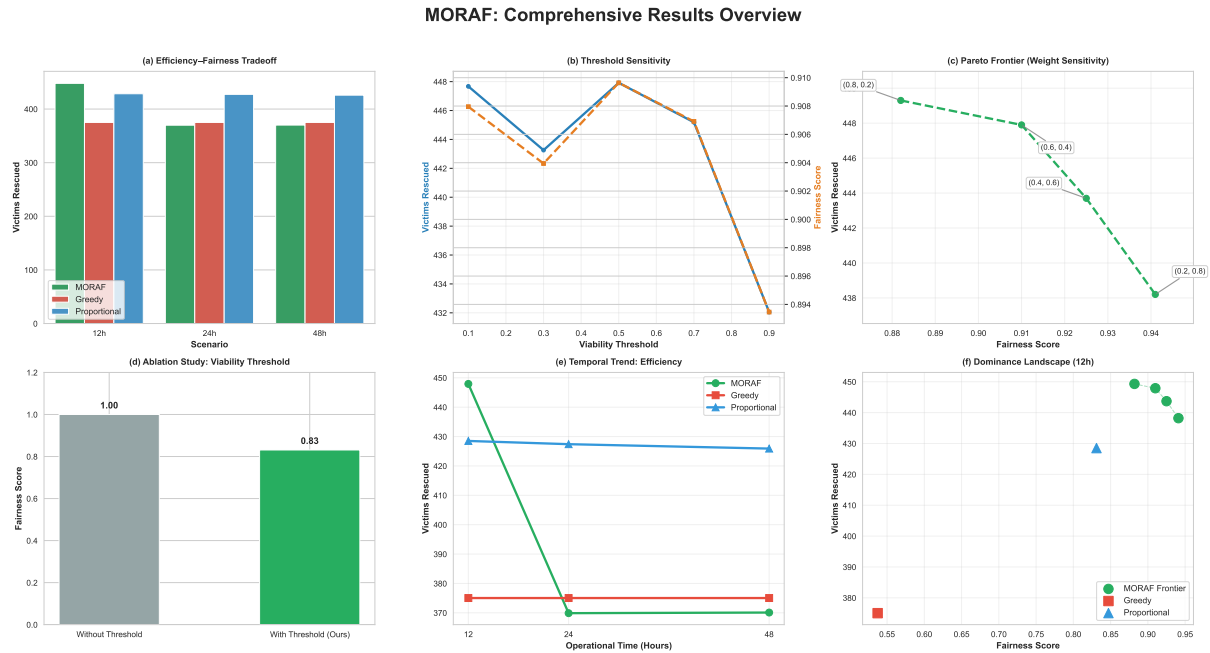 MORAF: Comprehensive Results Overview
(a) Efficiency–Fairness Tradeoff
Victims Rescued
400
300
200
100
0
MORAF
Greedy
Proportional
12h
24h
48h
Scenario
(b) Threshold Sensitivity
Victims Rescued
448
446
444
442
440
438
436
434
432
0.1
0.2
0.3
0.4
0.5
0.6
0.7
0.8
0.9
Viability Threshold
0.910
0.908
0.906
0.904
0.902
0.900
0.898
0.896
0.894
Fairness Score
(c) Pareto Frontier (Weight Sensitivity)
Victims Rescued
(0.8, 0.2)
448
446
444
442
440
438
(0.6, 0.4)
(0.4, 0.6)
(0.2, 0.8)
0.88
0.89
0.90
0.91
0.92
0.93
0.94
Fairness Score
(d) Ablation Study: Viability Threshold
Fairness Score
1.2
1.0
0.8
0.6
0.4
0.2
0.0
1.00
0.83
Without Threshold
With Threshold (Ours)
(e) Temporal Trend: Efficiency
Victims Rescued
450
440
430
420
410
400
390
380
370
MORAF
Greedy
Proportional
12
24
48
Operational Time (Hours)
(f) Dominance Landscape (12h)
Victims Rescued
450
440
430
420
410
400
390
380
MORAF Frontier
Greedy
Proportional
0.55
0.60
0.65
0.70
0.75
0.80
0.85
0.90
0.95
Fairness Score